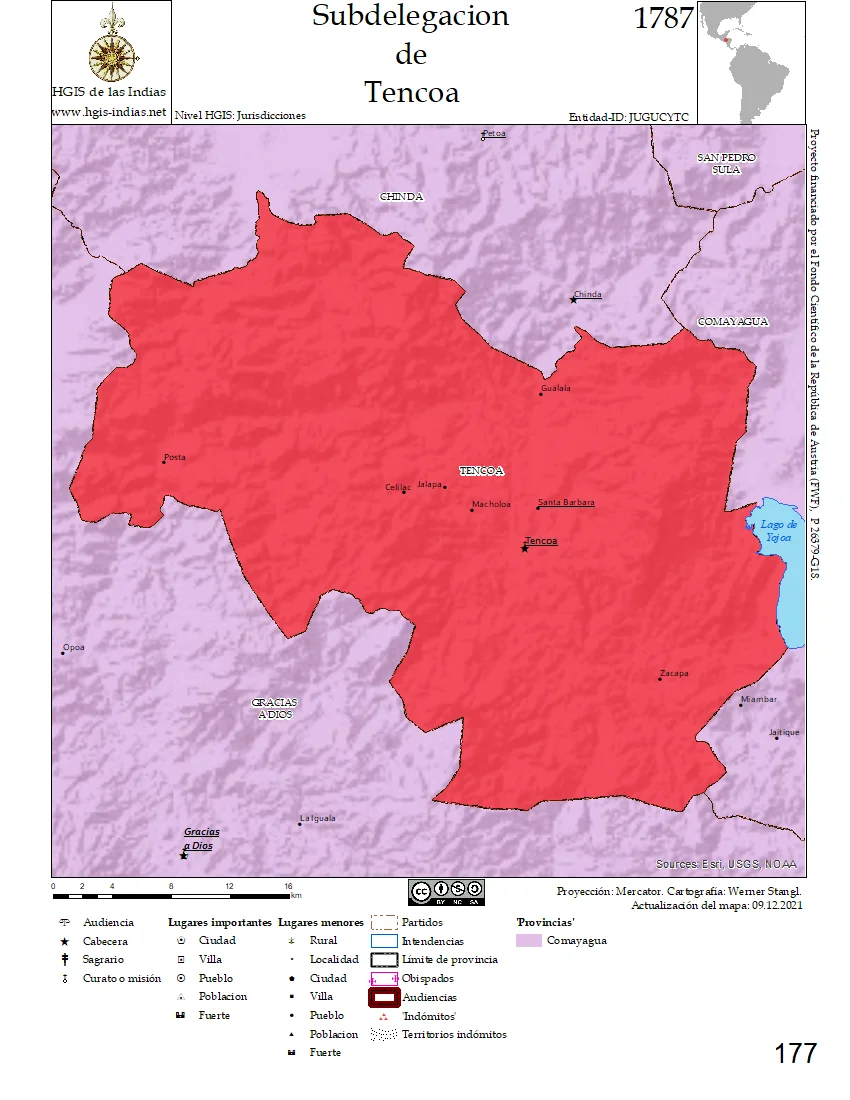 Subdelegacion
de
Tencoa
1787
HGIS de las Indias
www.hgis-indias.net
Nivel HGIS: Jurisdicciones
Entidad-ID: JUGUCYTC
Petoa
SAN PEDRO
SULA
CHINDA
Chinda
COMAYAGUA
Gualala
Posta
TENCOA
Celilac
Jalapa
Macholoa
Santa Barbara
Lago de
Yojoa
Tencoa
Opoa
Zacapa
GRACIAS
A DIOS
Miambar
Jaitique
La Iguala
Gracias
a Dios
Sources: Esri, USGS, NOAA
Proyecto financiado por el Fondo Científico de la República de Austria (FWF), P 26379-G18.
0 2 4 8 12 16
km
CC BY NC SA
Proyección: Mercator. Cartografía: Werner Stangl.
Actualización del mapa: 09.12.2021
Audiencia
Cabecera
Sagrario
Curato o misión
Lugares importantes
Ciudad
Villa
Pueblo
Poblacion
Fuerte
Lugares menores
Rural
Localidad
Ciudad
Villa
Pueblo
Poblacion
Fuerte
Partidos
Intendencias
Límite de provincia
Obispados
Audiencias
'Indómitos'
Territorios indómitos
'Provincias'
Comayagua
177